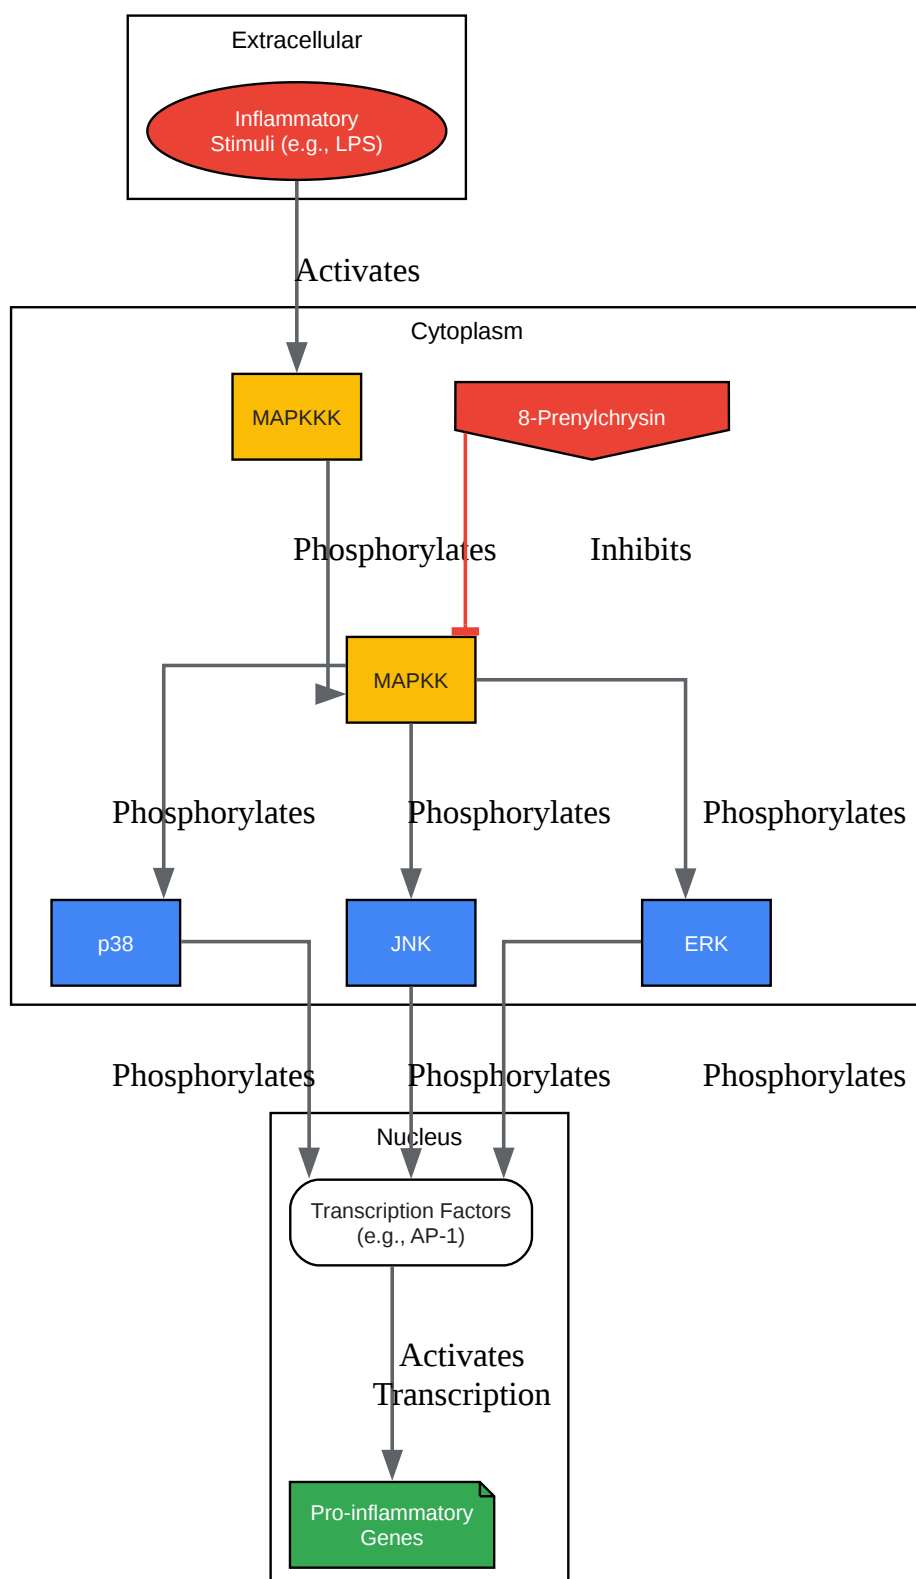 Extracellular
Inflammatory
Stimuli (e.g., LPS)
Activates
Cytoplasm
MAPKKK
8-Prenylchrysin
Phosphorylates
Inhibits
MAPKK
Phosphorylates
Phosphorylates
Phosphorylates
p38
JNK
ERK
Phosphorylates
Phosphorylates
Phosphorylates
Nucleus
Transcription Factors
(e.g., AP-1)
Activates
Transcription
Pro-inflammatory
Genes